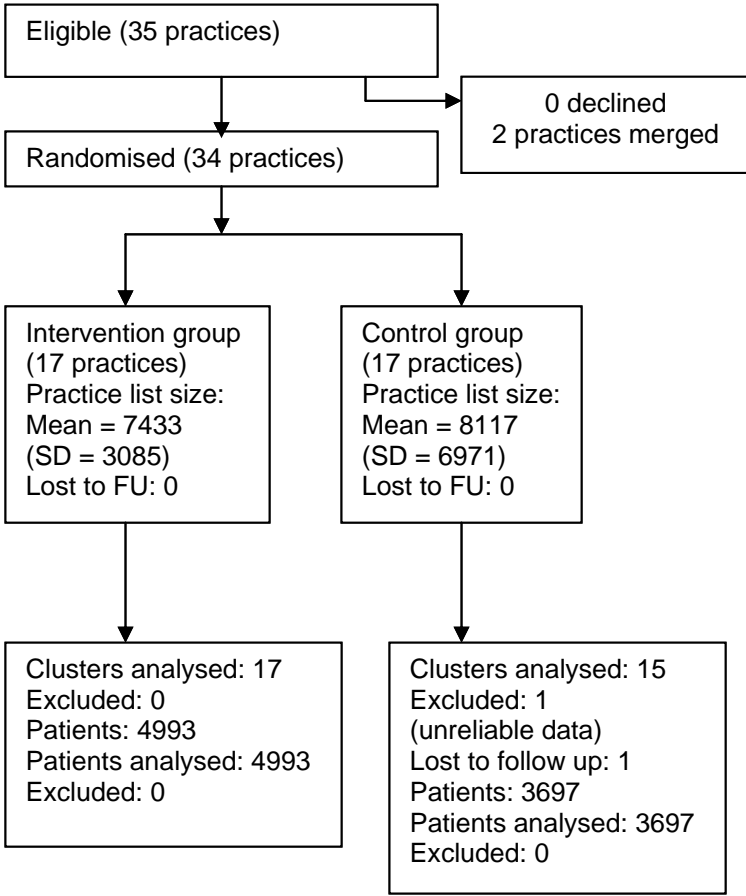 Eligible (35 practices)
0 declined
2 practices merged
Randomised (34 practices)
Intervention group
(17 practices)
Practice list size:
Mean = 7433
(SD = 3085)
Lost to FU: 0
Control group
(17 practices)
Practice list size:
Mean = 8117
(SD = 6971)
Lost to FU: 0
Clusters analysed: 17
Excluded: 0
Patients: 4993
Patients analysed: 4993
Excluded: 0
Clusters analysed: 15
Excluded: 1
(unreliable data)
Lost to follow up: 1
Patients: 3697
Patients analysed: 3697
Excluded: 0